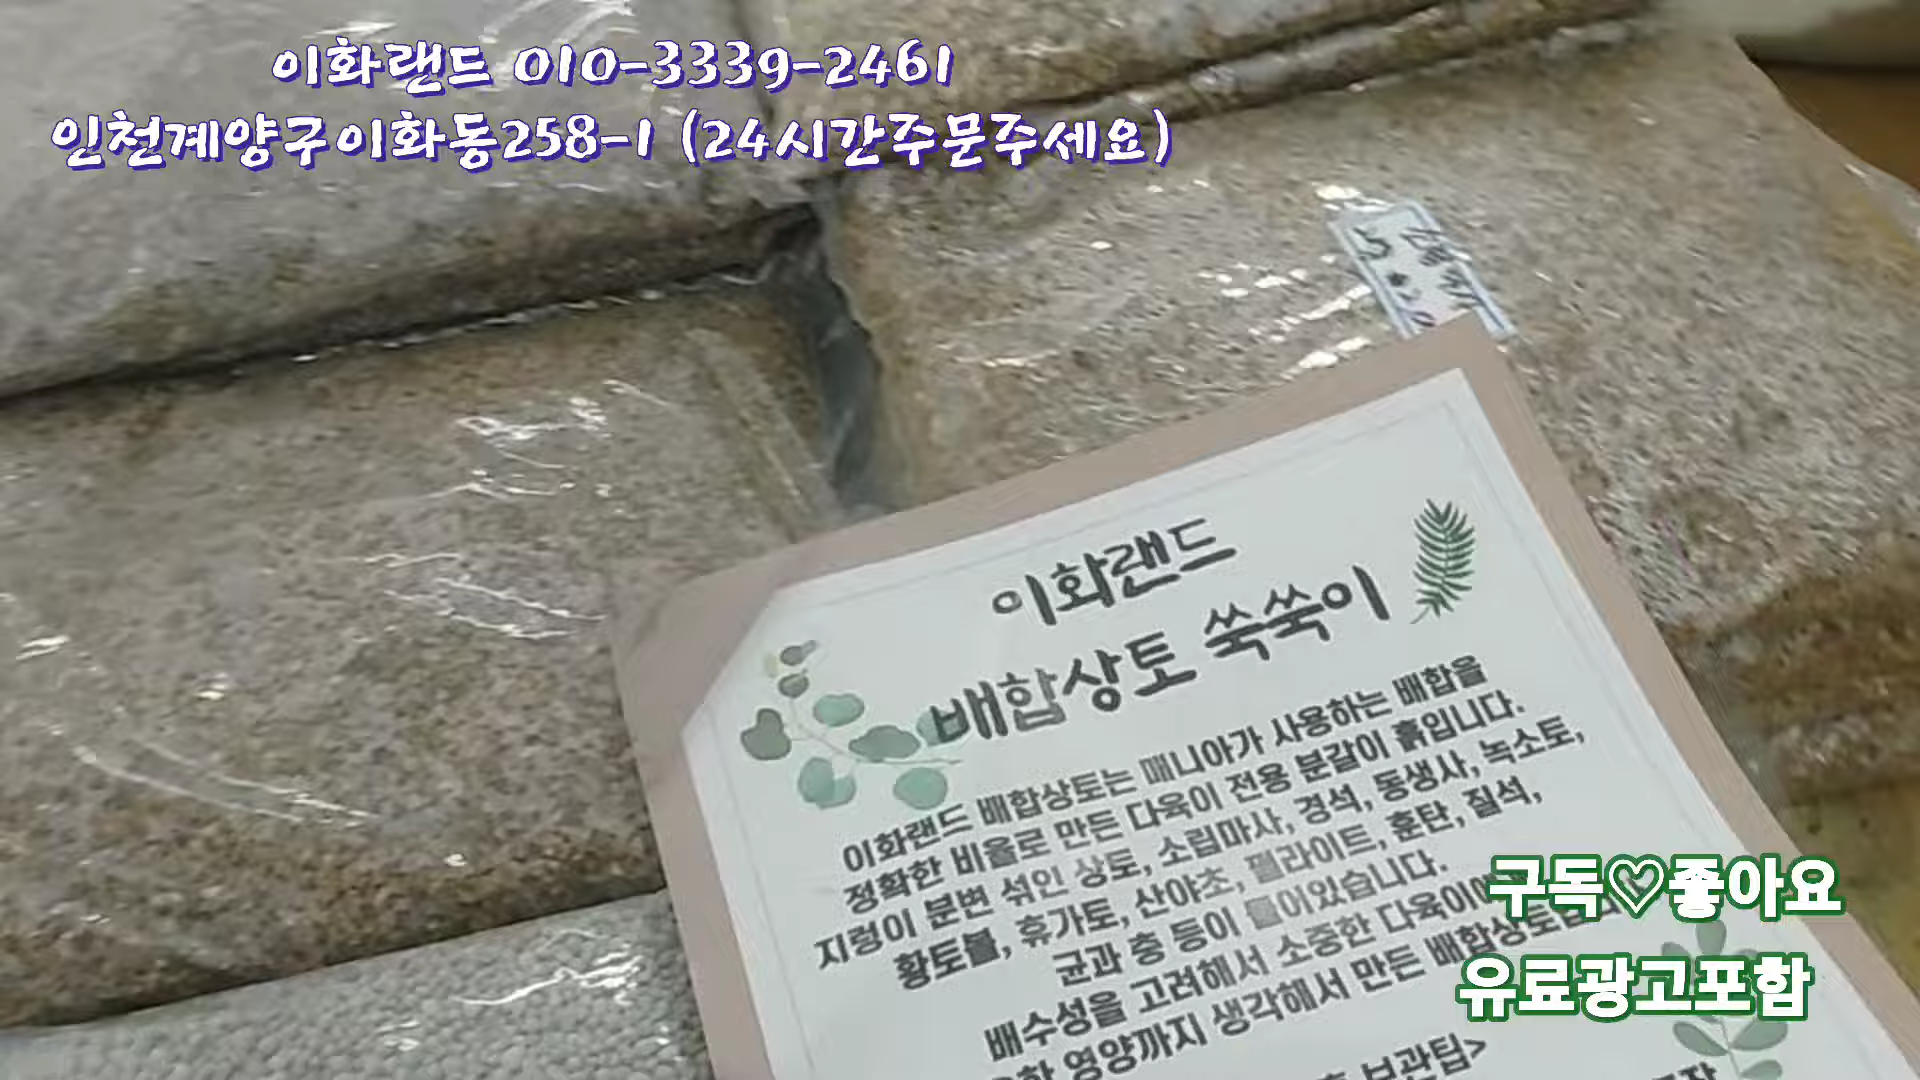 이화랜드 010-3339-2461
인천계양구이화동258-1 (24시간주문주세요)
이화랜드
배합상토 쑥쑥이
이화랜드 배합상토는 매니아가 사용하는 배합을
정확한 비율로 만든 다육이 전용 분갈이 흙입니다.
지렁이 분변 섞인 상토, 소립마사, 경석, 동생사, 녹소토,
황토볼, 휴가토, 산야초, 펄라이트, 훈탄, 질석,
균과 충 등이 들어있습니다.
배수성을 고려해서 소중한 다육이
영양까지 생각해서 만든 배합상토
보관팁>
구독♡좋아요
유료광고포함